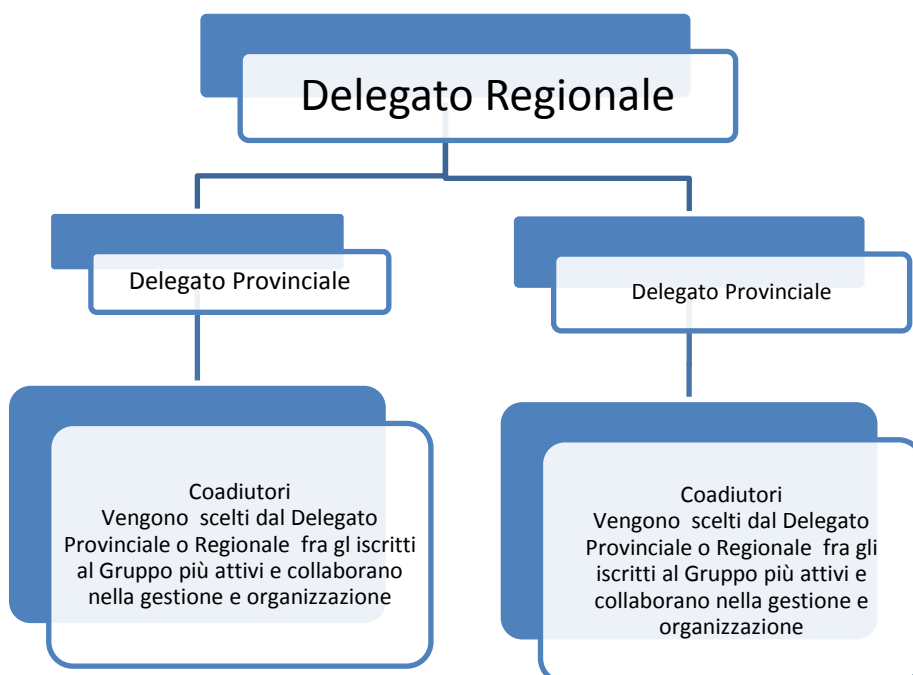 Delegato Regionale
Delegato Provinciale
Delegato Provinciale
Coadiutori
Vengono scelti dal Delegato
Provinciale o Regionale fra gl iscritti
al Gruppo più attivi e collaborano
nella gestione e organizzazione
Coadiutori
Vengono scelti dal Delegato
Provinciale o Regionale fra gli
iscritti al Gruppo più attivi e
collaborano nella gestione e
organizzazione